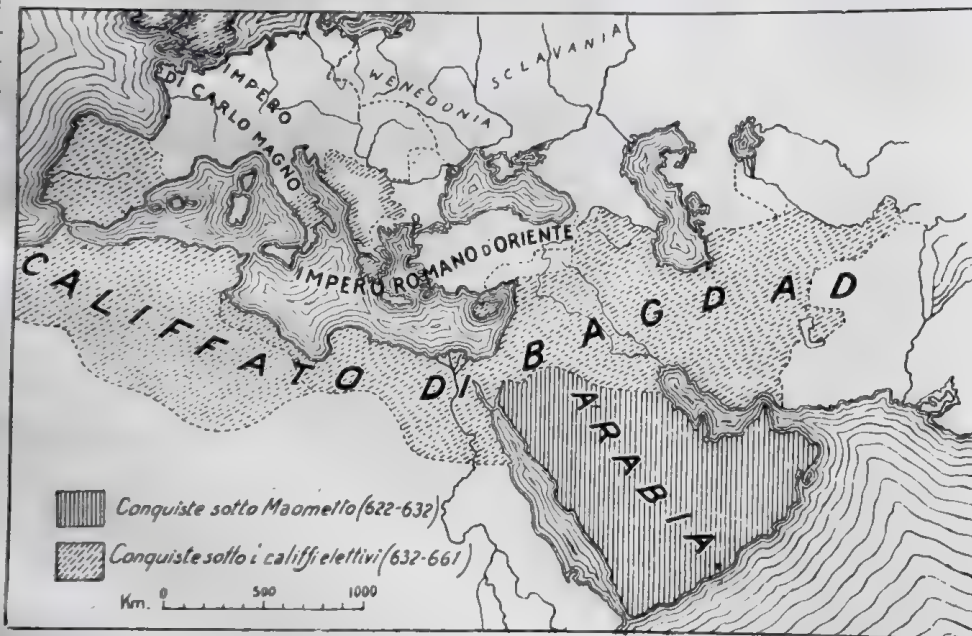 SCLAVANIA
WENEDONIA
IMPERO
DI CARLO MAGNO
IMPERO ROMANO D'ORIENTE
CALIFFATO DI BAGDAD
ARABIA
Conquiste sotto Maometto (622-632)
Conquiste sotto i califfi elettivi (632-661)
Km. 0 500 1000